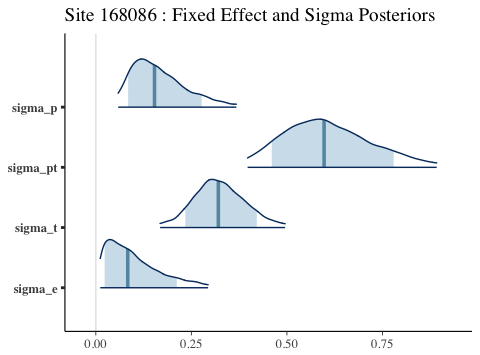 Site 168086 : Fixed Effect and Sigma Posteriors
sigma_p
sigma_pt
sigma_t
sigma_e
0.00 0.25 0.50 0.75